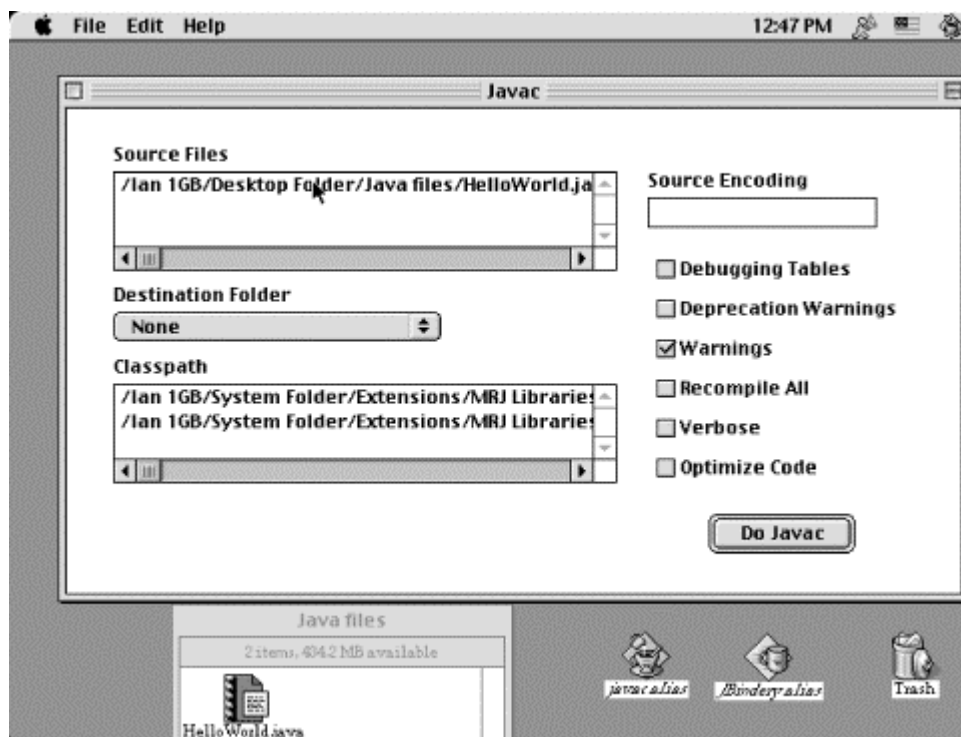 File Edit Help 12:47 PM
Javac
Source Files
/Ian 1GB/Desktop Folder/Java files/HelloWorld.ja
Source Encoding
Debugging Tables
Destination Folder
Deprecation Warnings
None
Warnings
Classpath
/Ian 1GB/System Folder/Extensions/MRJ Libraries
Recompile All
/Ian 1GB/System Folder/Extensions/MRJ Libraries
Verbose
Optimize Code
Do Javac
Java files
2 items, 434.2 MB available
javac alias JBindery alias Trash
HelloWorld.java